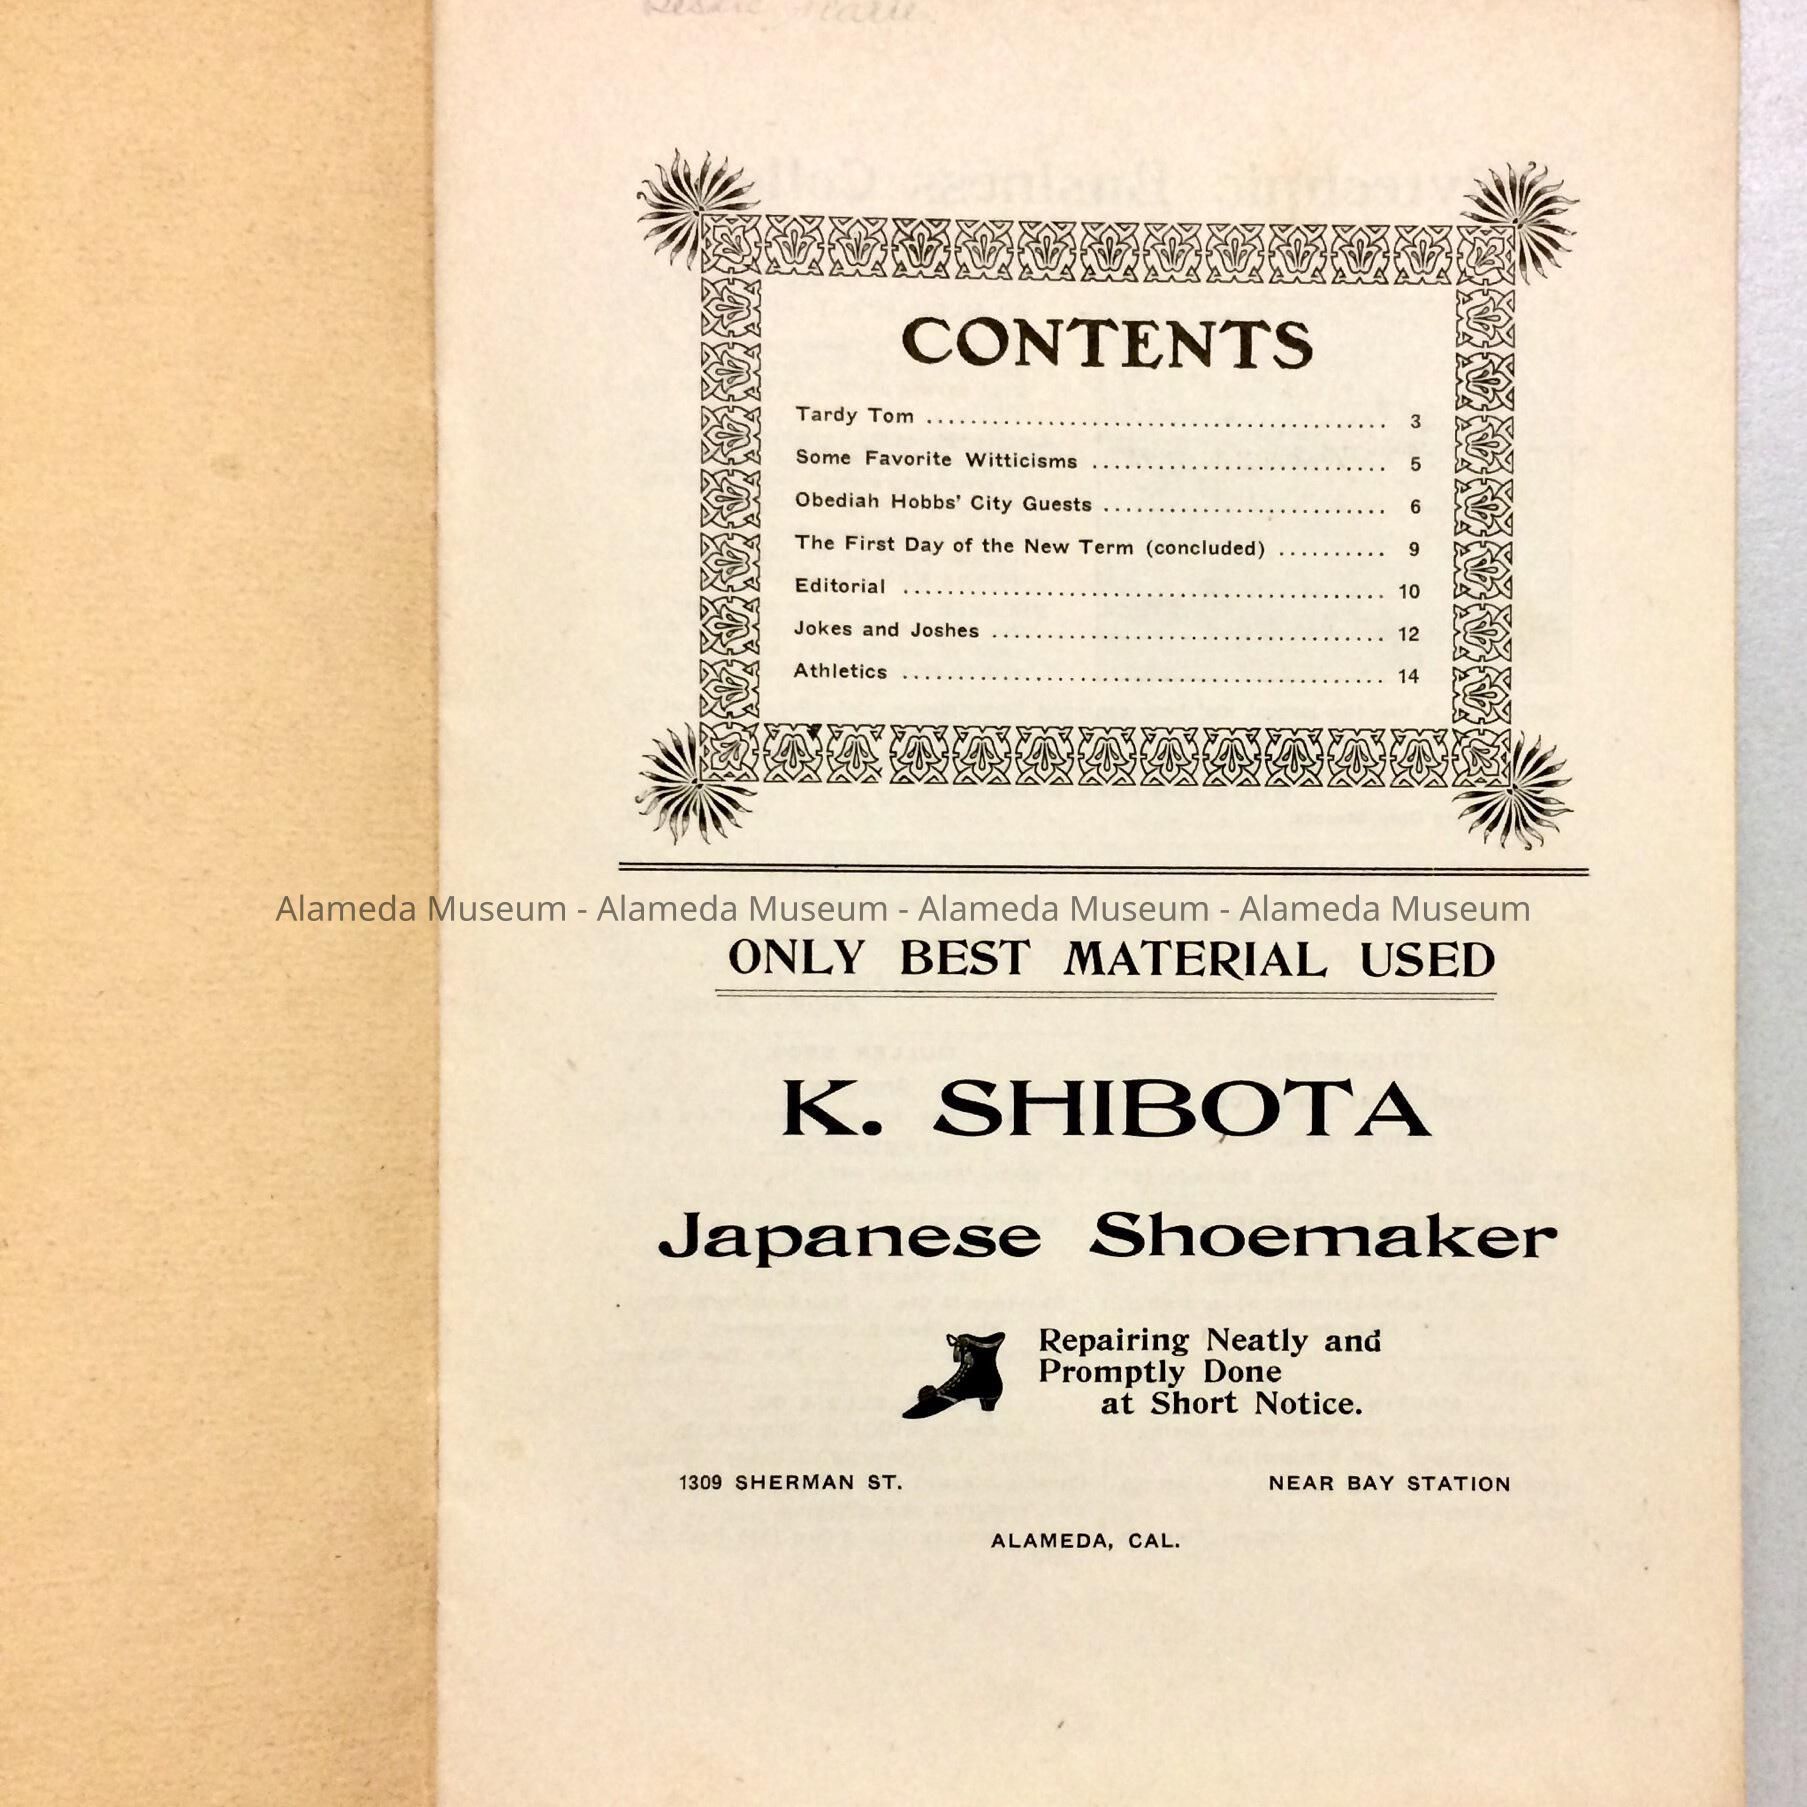 CONTENTS
Tardy Tom ........................................ 3
Some Favorite Witticisms ........................... 5
Obediah Hobbs' City Guests .......................... 6
The First Day of the New Term (concluded) .......... 9
Editorial ............................................ 10
Jokes and Joshes .................................... 12
Athletics ............................................ 14
Alameda Museum - Alameda Museum - Alameda Museum - Alameda Museum
ONLY BEST MATERIAL USED
K. SHIBOTA
Japanese Shoemaker
Repairing Neatly and
Promptly Done
at Short Notice.
1309 SHERMAN ST. NEAR BAY STATION
ALAMEDA, CAL.